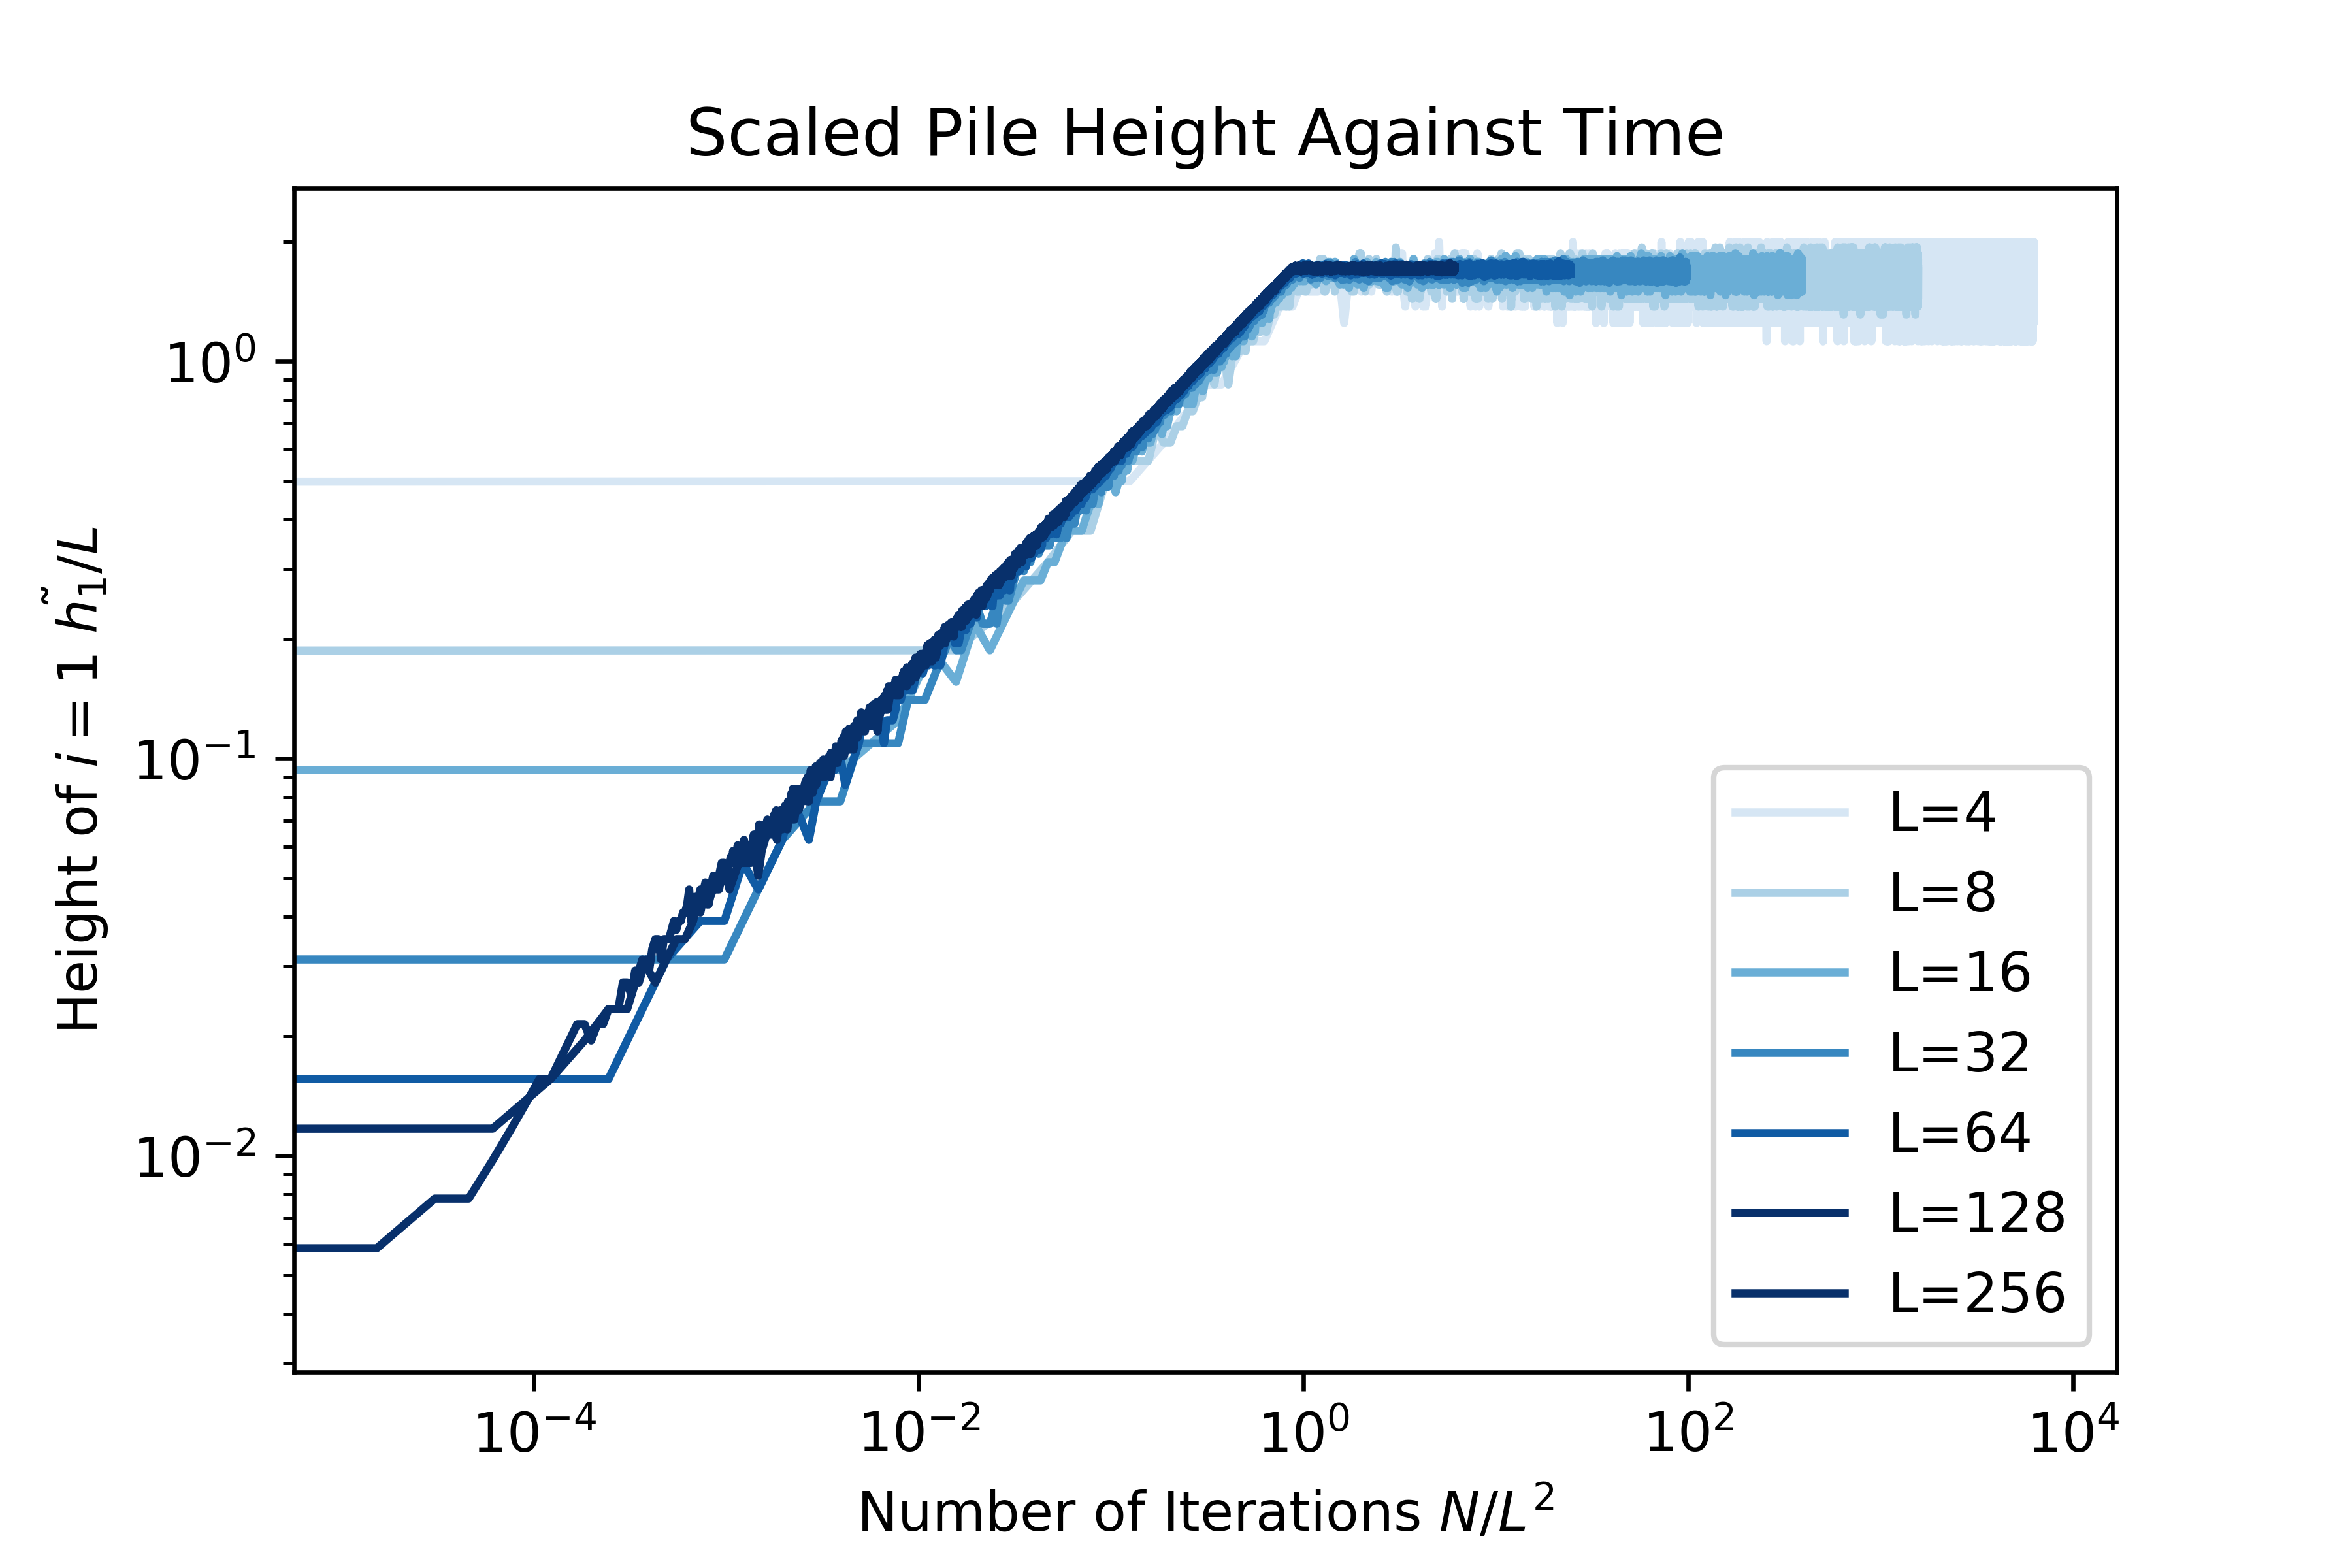 Scaled Pile Height Against Time
Height of i = 1 h̃₁/L
10⁰
10⁻¹
10⁻²
10⁻⁴
10⁻²
10⁰
10²
10⁴
Number of Iterations N/L²
L=4
L=8
L=16
L=32
L=64
L=128
L=256